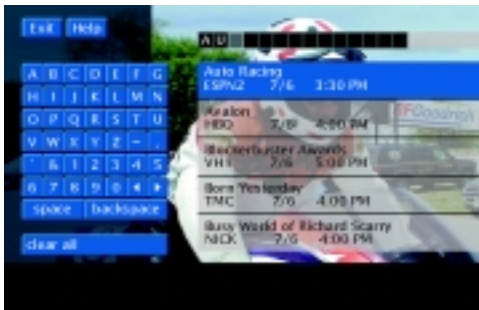 Exit Help
A U
A B C D E F G
H I J K L M N
O P Q R S T U
V W X Y Z - .
' & 1 2 3 4 5
6 7 8 9 0
space backspace
clear all
Auto Racing
ESPN2 7/6 3:30 PM
Avalon
HBO 7/6 4:00 PM
Blockerbuster Awards
VH1 7/6 5:00 PM
Born Yesterday
TMC 7/6 4:00 PM
Busy World of Richard Scarry
NICK 7/6 4:00 PM
BFGoodrich